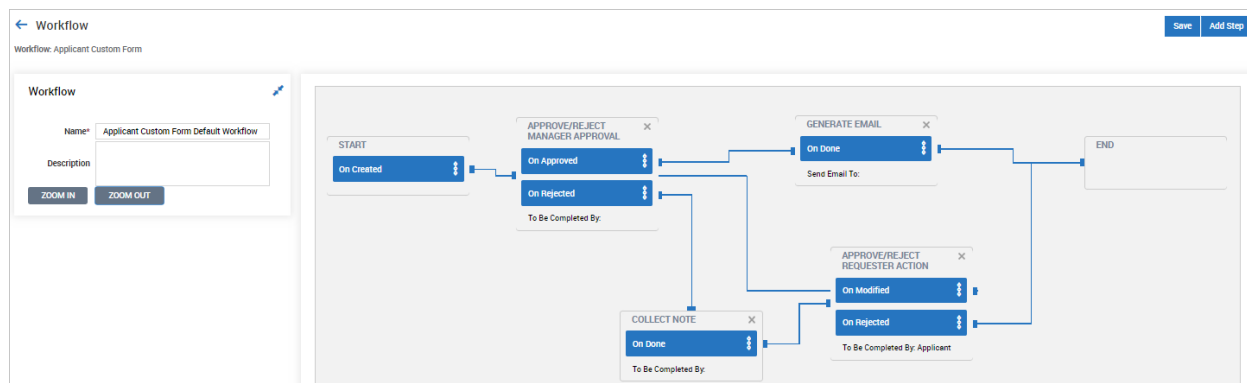 Workflow
Save
Add Step
Workflow: Applicant Custom Form
Workflow
Name* Applicant Custom Form Default Workflow
Description
ZOOM IN
ZOOM OUT
START
On Created
APPROVE/REJECT
MANAGER APPROVAL
On Approved
On Rejected
To Be Completed By:
GENERATE EMAIL
On Done
Send Email To:
END
APPROVE/REJECT
REQUESTER ACTION
On Modified
On Rejected
To Be Completed By: Applicant
COLLECT NOTE
On Done
To Be Completed By: